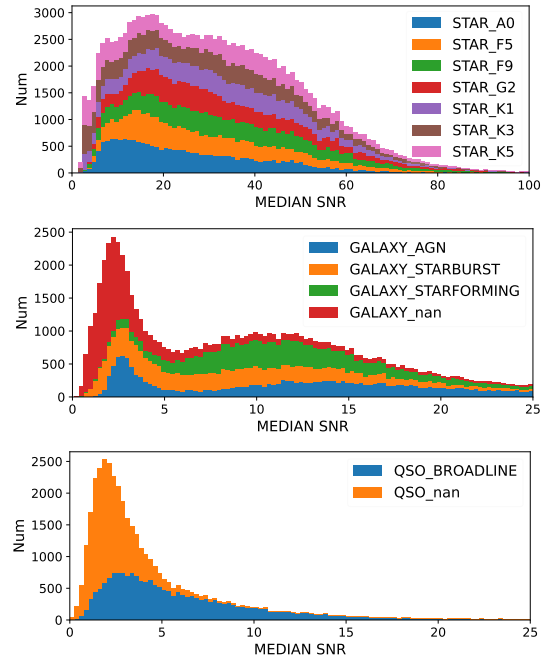 3000
2500
2000
1500
1000
500
0
Num
0 20 40 60 80 100
MEDIAN SNR
STAR_A0
STAR_F5
STAR_F9
STAR_G2
STAR_K1
STAR_K3
STAR_K5
2500
2000
1500
1000
500
0
Num
0 5 10 15 20 25
MEDIAN SNR
GALAXY_AGN
GALAXY_STARBURST
GALAXY_STARFORMING
GALAXY_nan
2500
2000
1500
1000
500
0
Num
0 5 10 15 20 25
MEDIAN SNR
QSO_BROADLINE
QSO_nan